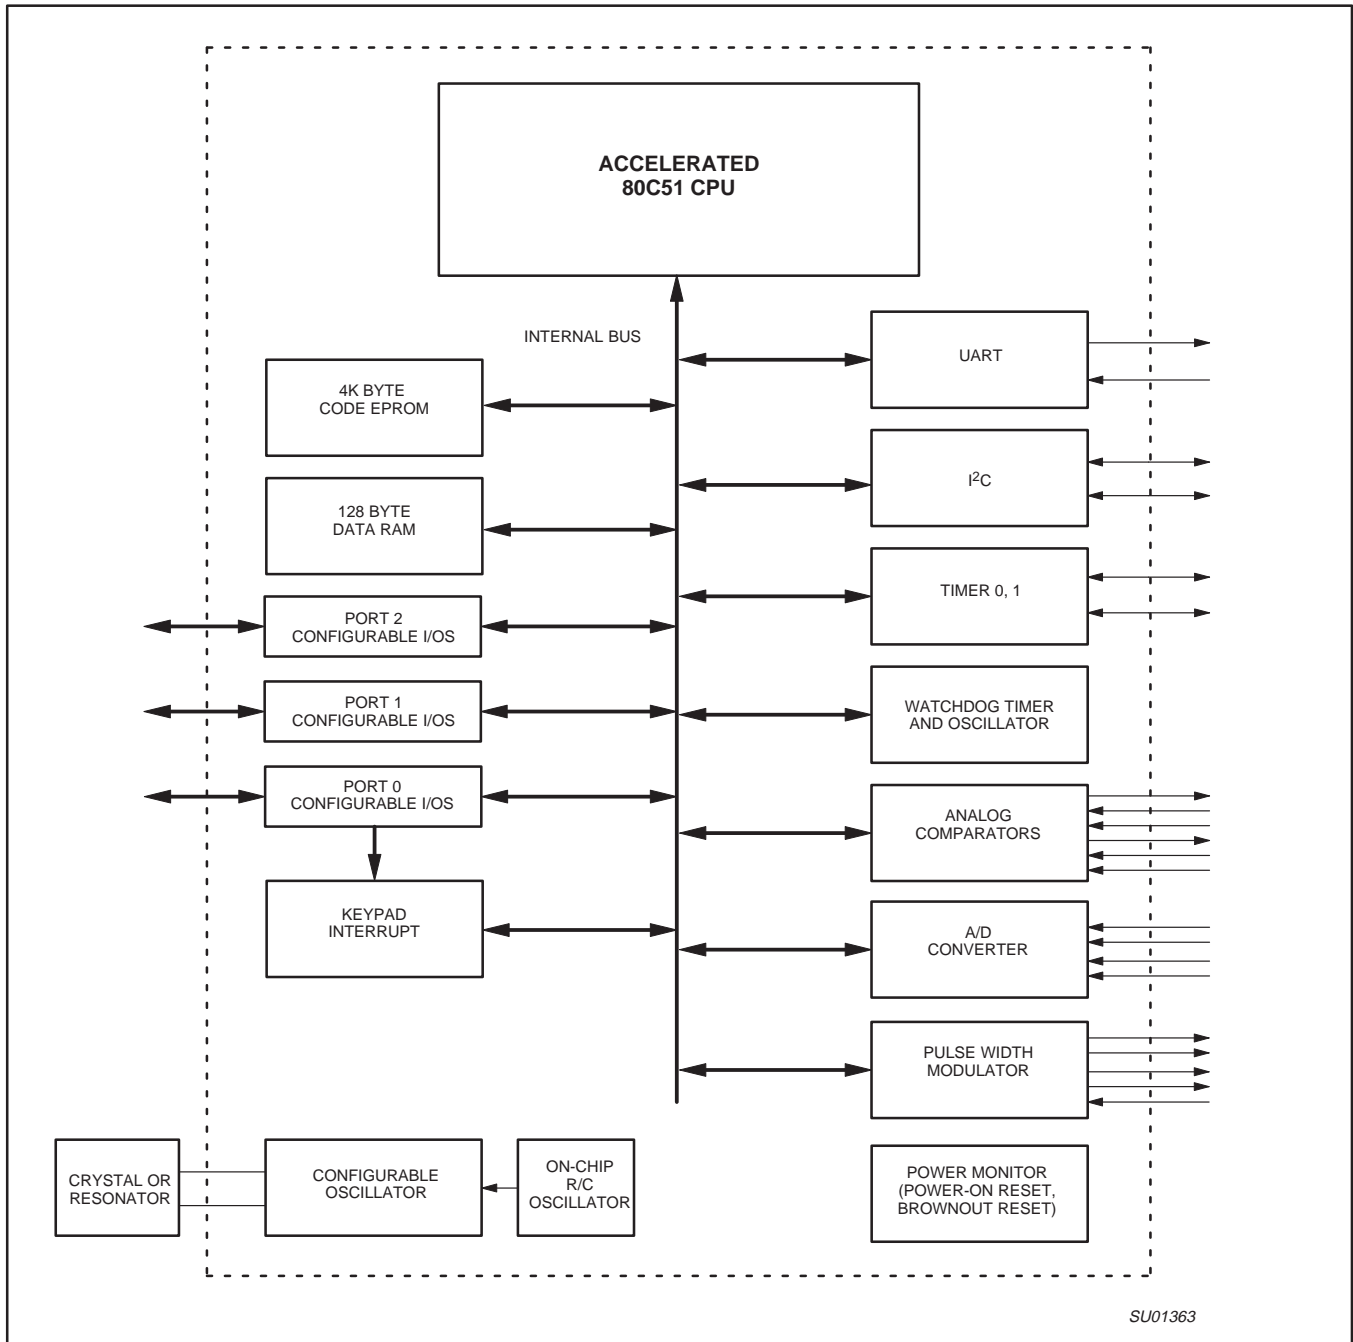 ACCELERATED
80C51 CPU
INTERNAL BUS
4K BYTE
CODE EPROM
128 BYTE
DATA RAM
PORT 2
CONFIGURABLE I/OS
PORT 1
CONFIGURABLE I/OS
PORT 0
CONFIGURABLE I/OS
KEYPAD
INTERRUPT
UART
I²C
TIMER 0, 1
WATCHDOG TIMER
AND OSCILLATOR
ANALOG
COMPARATORS
A/D
CONVERTER
PULSE WIDTH
MODULATOR
CRYSTAL OR
RESONATOR
CONFIGURABLE
OSCILLATOR
ON-CHIP
R/C
OSCILLATOR
POWER MONITOR
(POWER-ON RESET,
BROWNOUT RESET)
SU01363